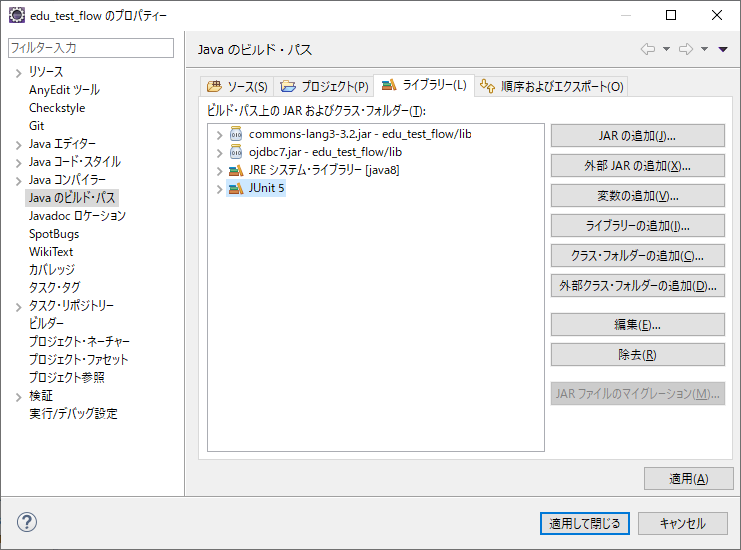 edu_test_flow のプロパティー
フィルター入力
リソース
AnyEdit ツール
Checkstyle
Git
Java エディター
Java コード・スタイル
Java コンパイラー
Java のビルド・パス
Javadoc ロケーション
SpotBugs
WikiText
カバレッジ
タスク・タグ
タスク・リポジトリー
ビルダー
プロジェクト・ネーチャー
プロジェクト・ファセット
プロジェクト参照
検証
実行/デバッグ設定
Java のビルド・パス
ソース(S)
プロジェクト(P)
ライブラリー(L)
順序およびエクスポート(O)
ビルド・パス上の JAR およびクラス・フォルダー(T):
commons-lang3-3.2.jar - edu_test_flow/lib
ojdbc7.jar - edu_test_flow/lib
JRE システム・ライブラリー [java8]
JUnit 5
JAR の追加(J)...
外部 JAR の追加(X)...
変数の追加(V)...
ライブラリーの追加(I)...
クラス・フォルダーの追加(C)...
外部クラス・フォルダーの追加(D)...
編集(E)...
除去(R)
JAR ファイルのマイグレーション(M)...
適用(A)
?
適用して閉じる
キャンセル